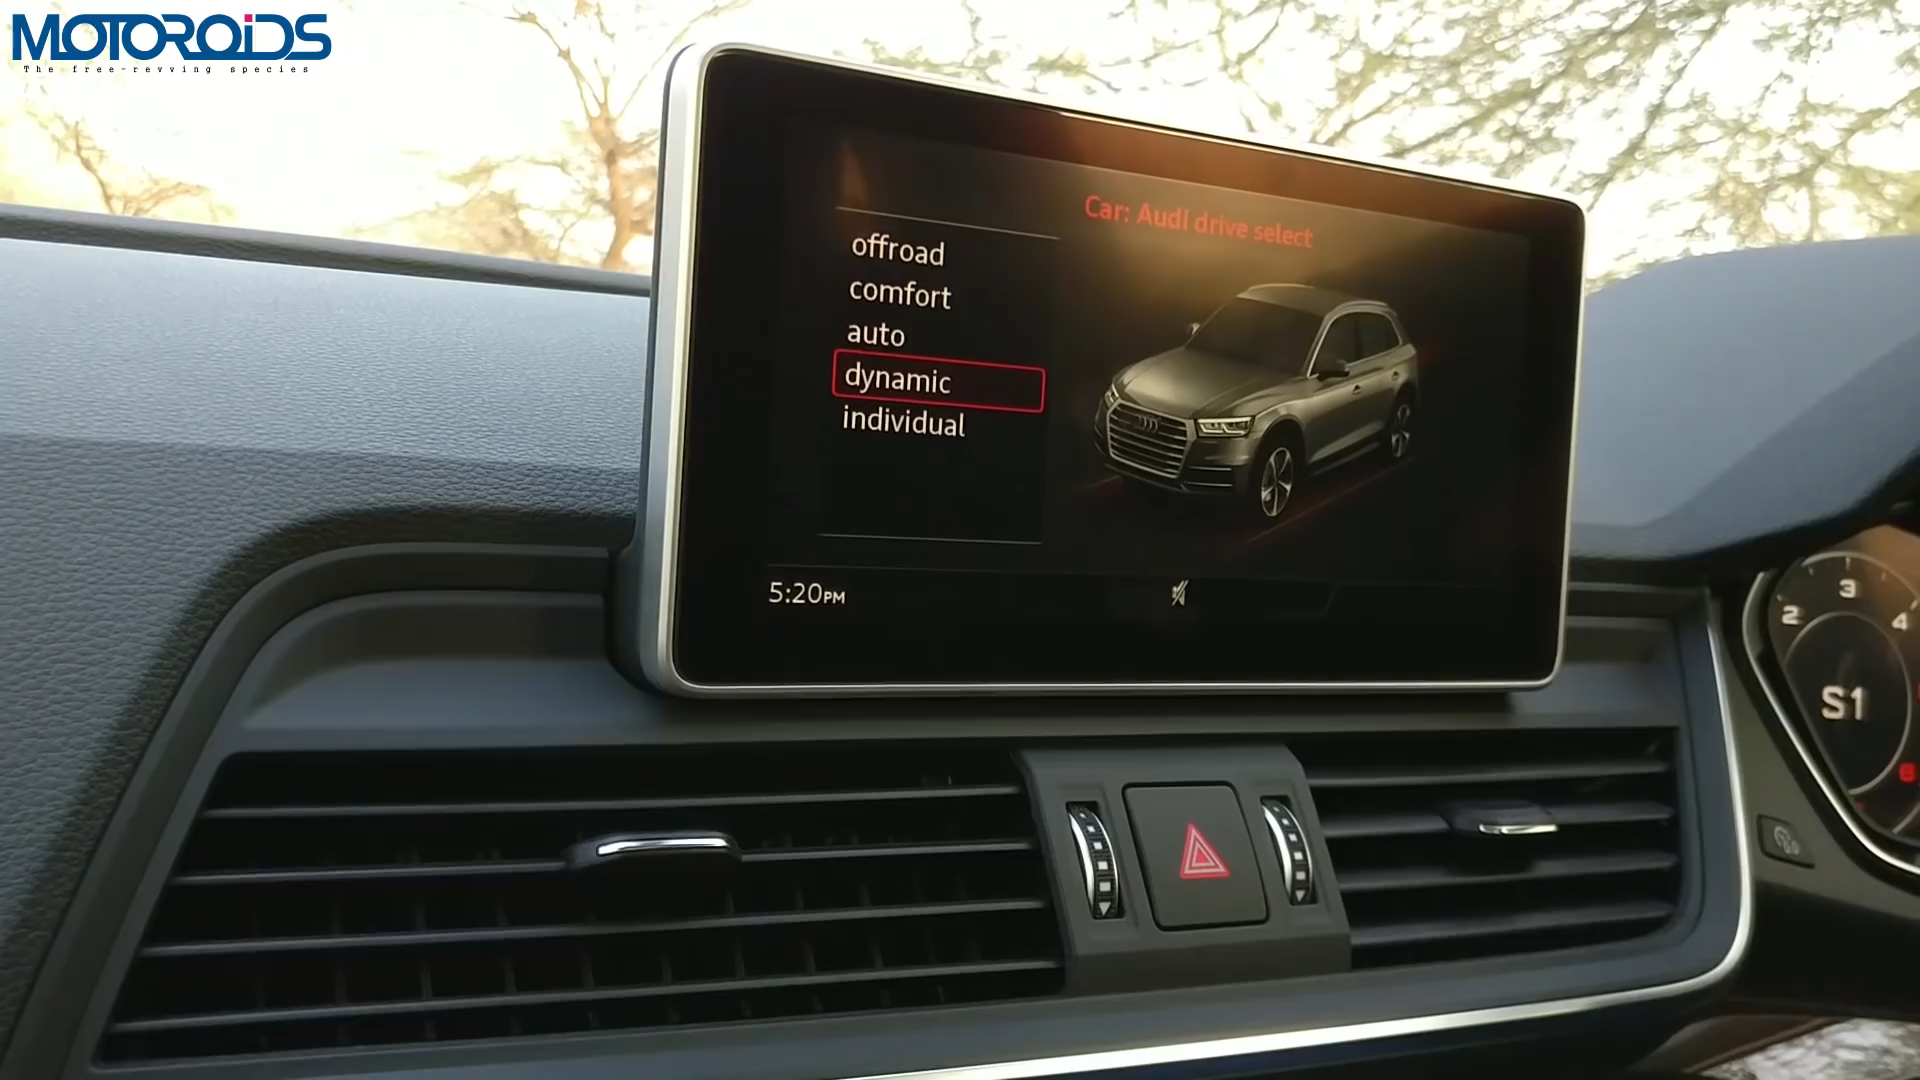 MOTOROiDS
The free-revving species
Car: Audi drive select
offroad
comfort
auto
dynamic
individual
5:20PM
2
3
4
S1